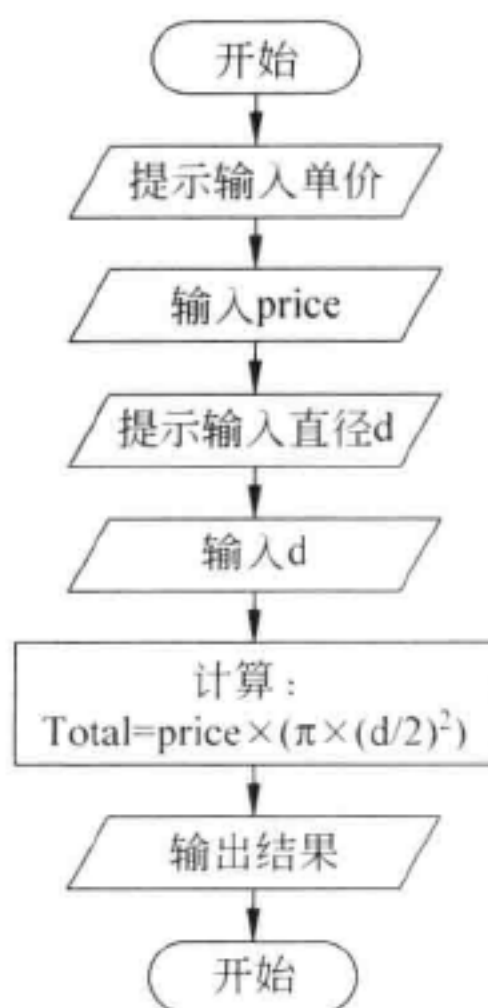 开始
提示输入单价
输入price
提示输入直径d
输入d
计算：
Total=price×(π×(d/2)²)
输出结果
开始